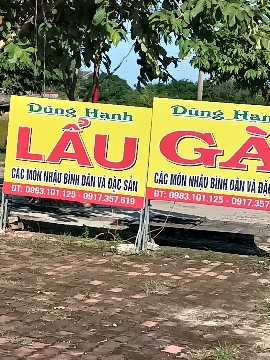 Dũng Hạnh
LẨU
CÁC MÓN NHẬU BÌNH DÂN VÀ ĐẶC SẢN
ĐT: 0983.101.125 - 0917.357.619
Dũng Hạnh
GÀ
CÁC MÓN NHẬU BÌNH DÂN VÀ ĐẶ
ĐT: 0983.101.125 - 0917.35